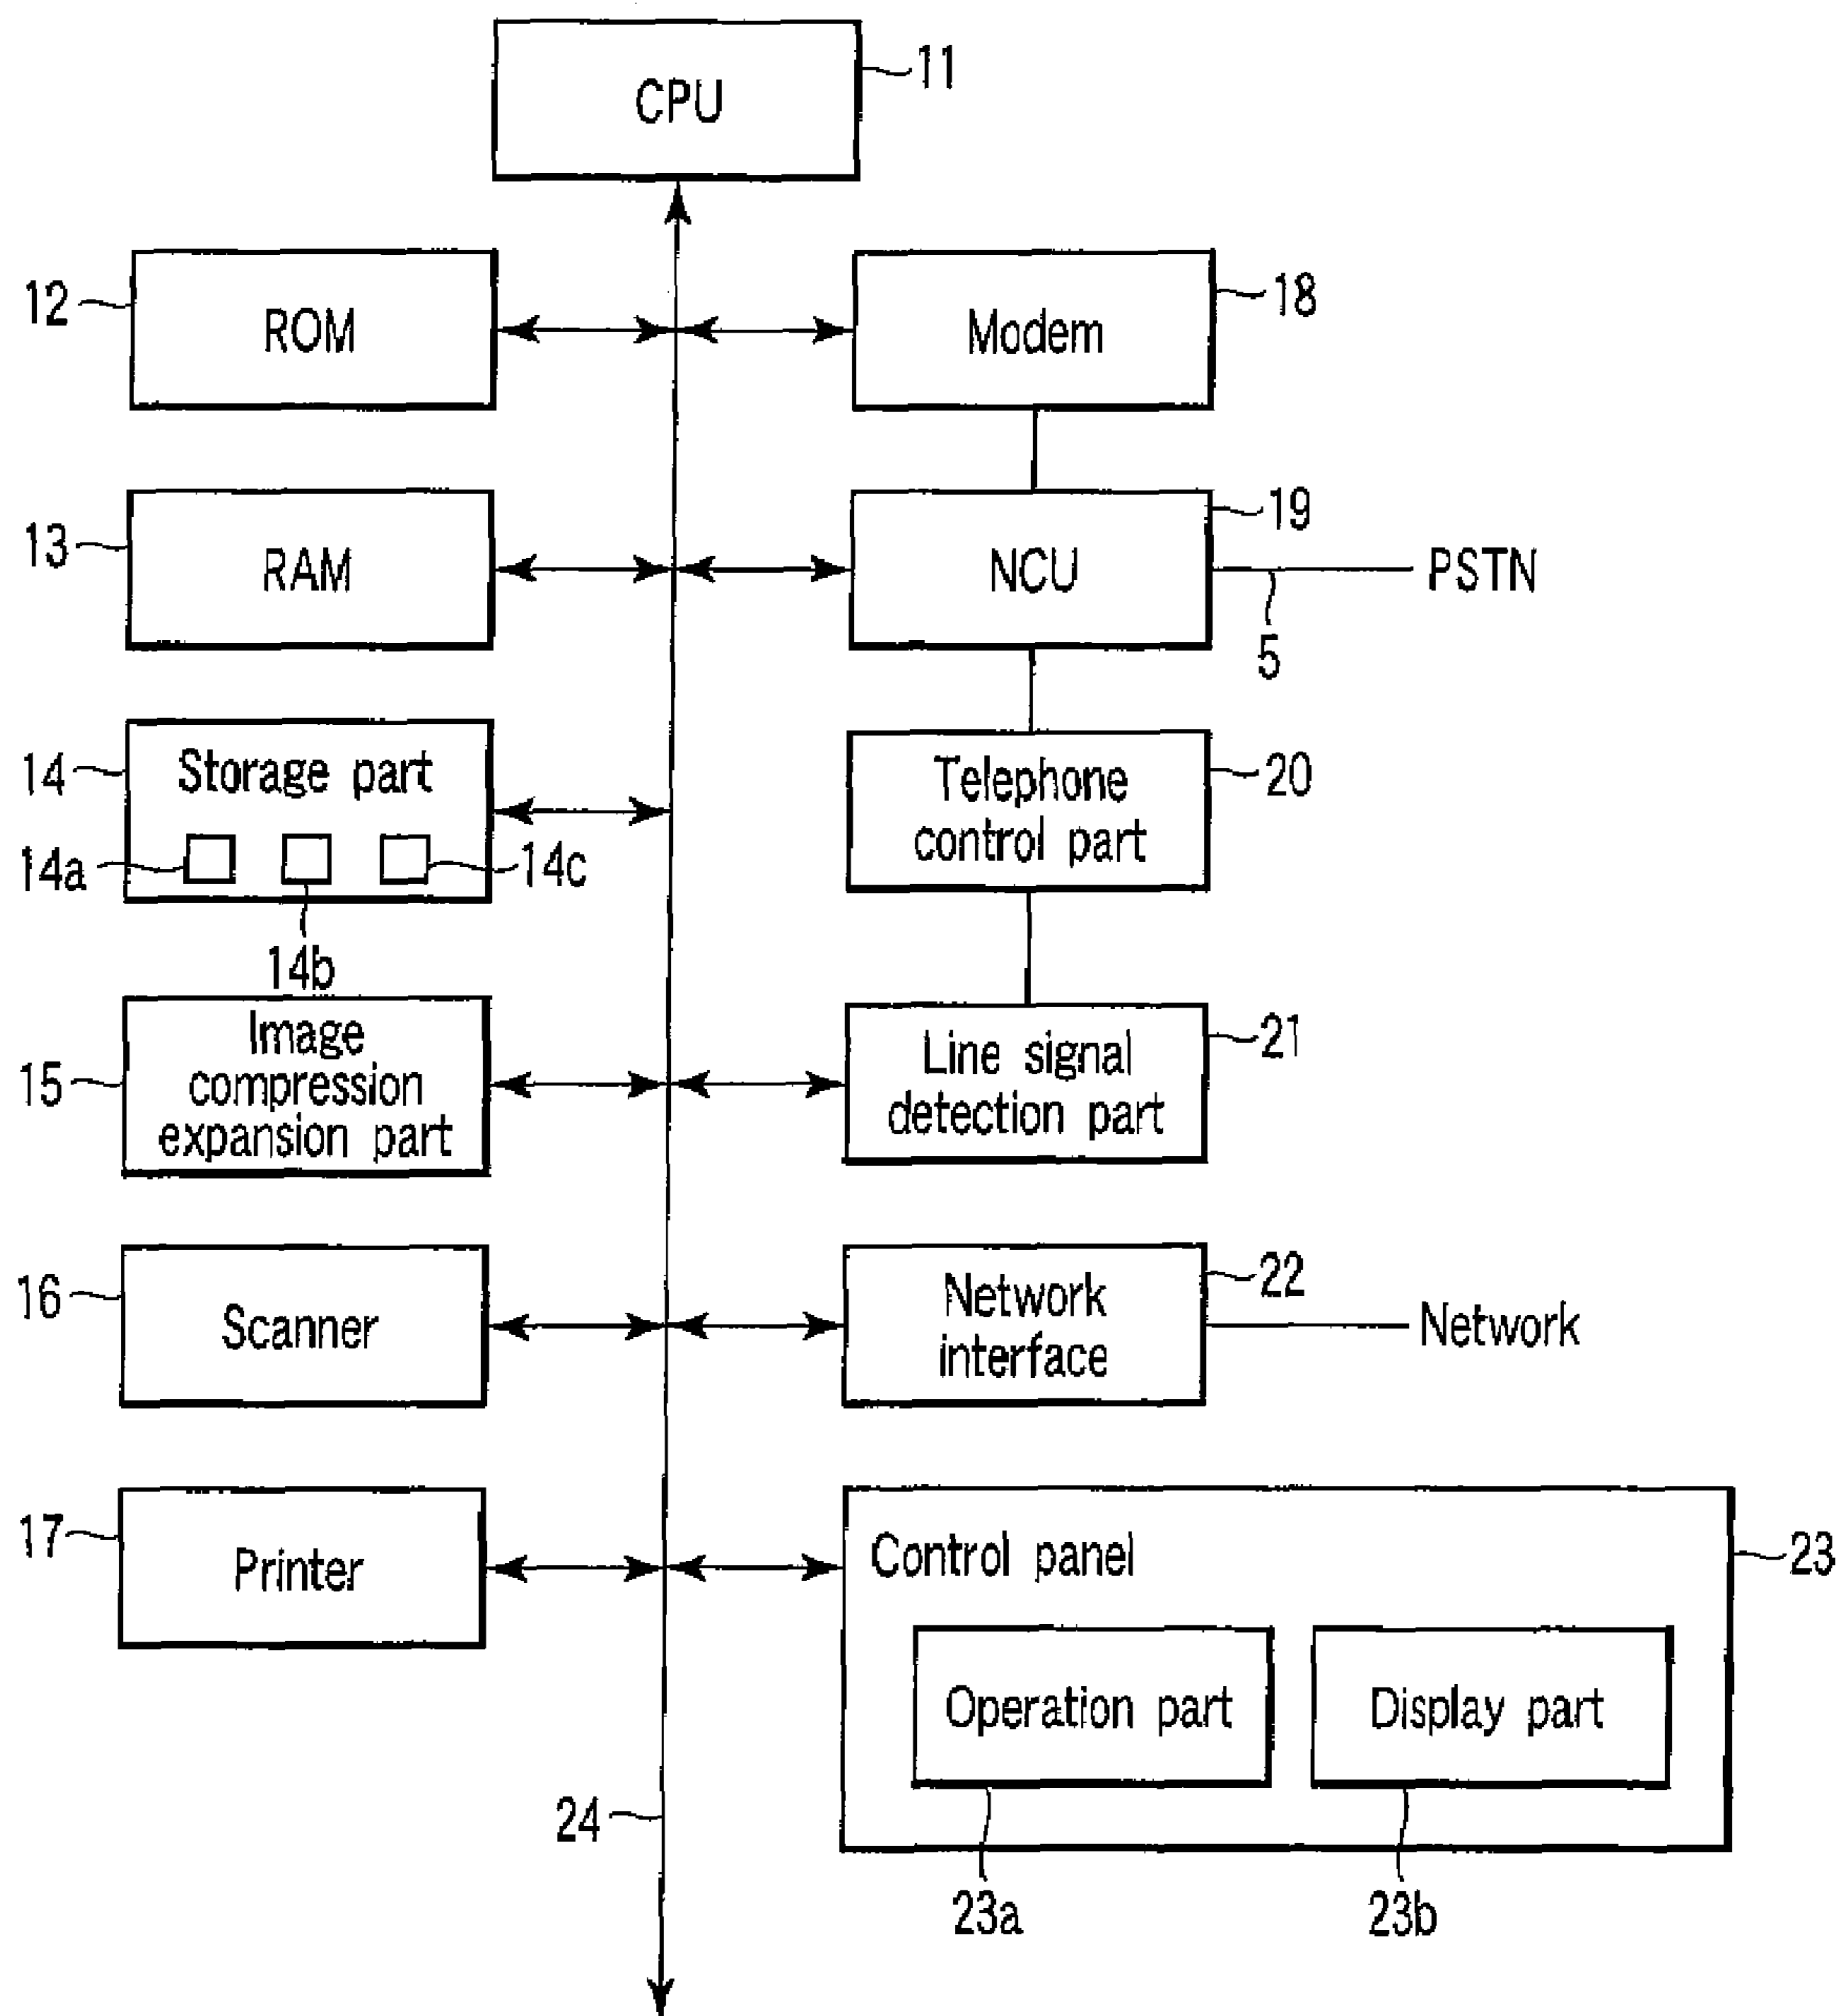 CPU
11
12
ROM
Modem
18
13
RAM
NCU
19
PSTN
5
14
Storage part
14a
14b
14c
Telephone
control part
20
15
Image
compression
expansion part
Line signal
detection part
21
16
Scanner
Network
interface
22
Network
17
Printer
Control panel
23
Operation part
Display part
23a
23b
24